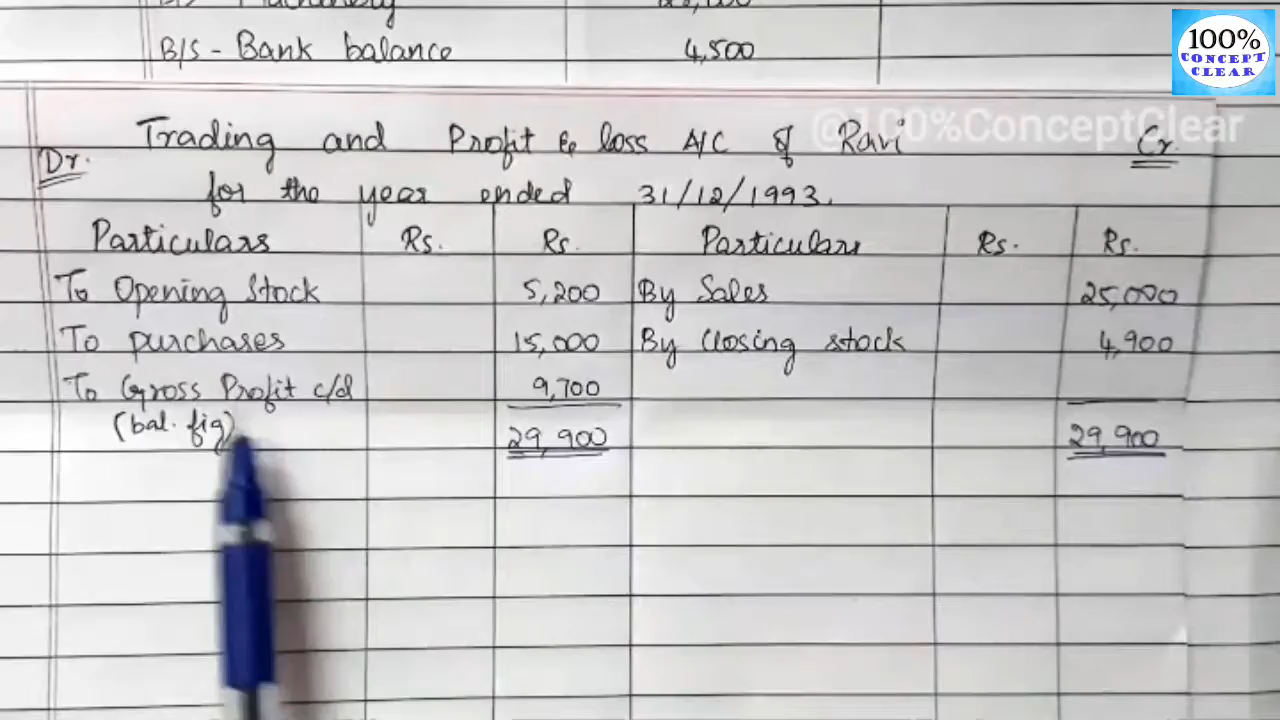 B/S - Bank balance 4,500
100%
CONCEPT
CLEAR
@100%ConceptClear
Trading and Profit & loss A/C of Ravi
Dr. Cr.
for the year ended 31/12/1993.
Particulars Rs. Rs. Particulars Rs. Rs.
To Opening Stock 5,200 By Sales 25,000
To purchases 15,000 By Closing stock 4,900
To Gross Profit c/d 9,700
(bal. fig) 29,900 29,900